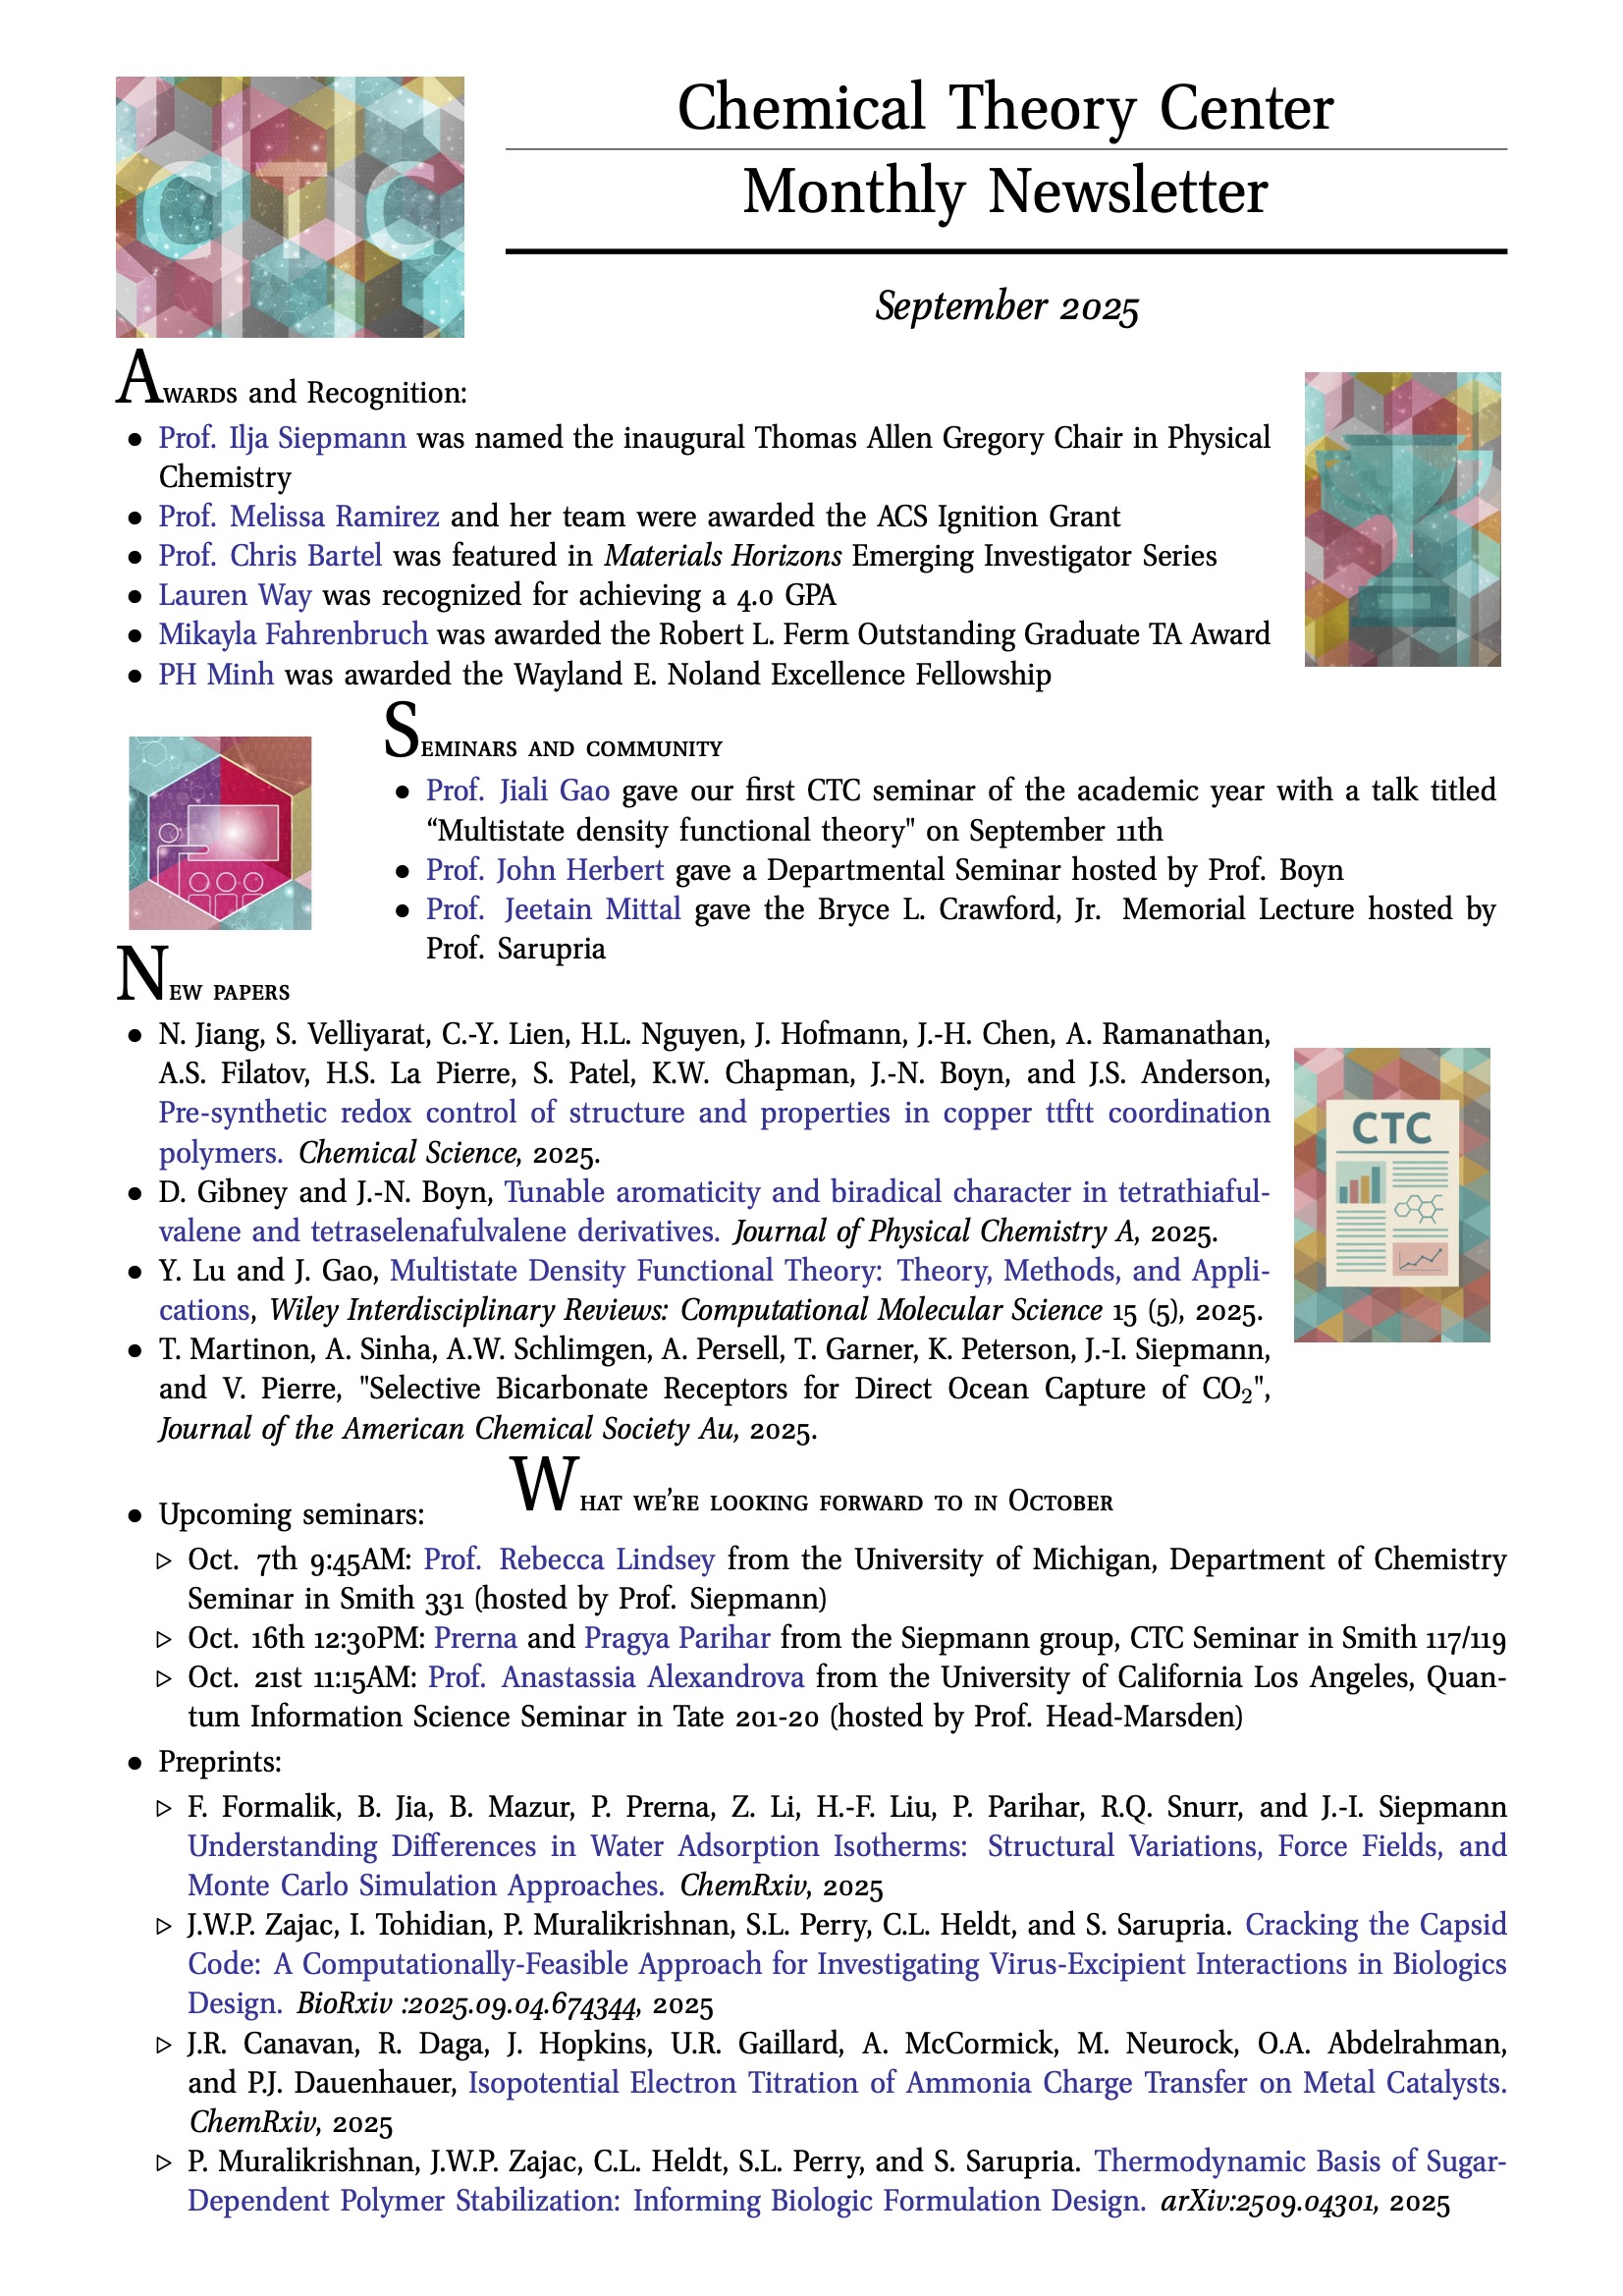 CTC
Chemical Theory Center
Monthly Newsletter
September 2025
Awards and Recognition:
• Prof. Ilja Siepmann was named the inaugural Thomas Allen Gregory Chair in Physical
Chemistry
• Prof. Melissa Ramirez and her team were awarded the ACS Ignition Grant
• Prof. Chris Bartel was featured in Materials Horizons Emerging Investigator Series
• Lauren Way was recognized for achieving a 4.0 GPA
• Mikayla Fahrenbruch was awarded the Robert L. Ferm Outstanding Graduate TA Award
• PH Minh was awarded the Wayland E. Noland Excellence Fellowship
Seminars and community
• Prof. Jiali Gao gave our first CTC seminar of the academic year with a talk titled
“Multistate density functional theory" on September 11th
• Prof. John Herbert gave a Departmental Seminar hosted by Prof. Boyn
• Prof. Jeetain Mittal gave the Bryce L. Crawford, Jr. Memorial Lecture hosted by
Prof. Sarupria
New papers
• N. Jiang, S. Velliyarat, C.-Y. Lien, H.L. Nguyen, J. Hofmann, J.-H. Chen, A. Ramanathan,
A.S. Filatov, H.S. La Pierre, S. Patel, K.W. Chapman, J.-N. Boyn, and J.S. Anderson,
Pre-synthetic redox control of structure and properties in copper ttftt coordination
polymers. Chemical Science, 2025.
• D. Gibney and J.-N. Boyn, Tunable aromaticity and biradical character in tetrathiaful-
valene and tetraselenafulvalene derivatives. Journal of Physical Chemistry A, 2025.
• Y. Lu and J. Gao, Multistate Density Functional Theory: Theory, Methods, and Appli-
cations, Wiley Interdisciplinary Reviews: Computational Molecular Science 15 (5), 2025.
• T. Martinon, A. Sinha, A.W. Schlimgen, A. Persell, T. Garner, K. Peterson, J.-I. Siepmann,
and V. Pierre, "Selective Bicarbonate Receptors for Direct Ocean Capture of CO₂",
Journal of the American Chemical Society Au, 2025.
CTC
What we’re looking forward to in October
• Upcoming seminars:
▷ Oct. 7th 9:45AM: Prof. Rebecca Lindsey from the University of Michigan, Department of Chemistry
Seminar in Smith 331 (hosted by Prof. Siepmann)
▷ Oct. 16th 12:30PM: Prerna and Pragya Parihar from the Siepmann group, CTC Seminar in Smith 117/119
▷ Oct. 21st 11:15AM: Prof. Anastassia Alexandrova from the University of California Los Angeles, Quan-
tum Information Science Seminar in Tate 201-20 (hosted by Prof. Head-Marsden)
• Preprints:
▷ F. Formalik, B. Jia, B. Mazur, P. Prerna, Z. Li, H.-F. Liu, P. Parihar, R.Q. Snurr, and J.-I. Siepmann
Understanding Differences in Water Adsorption Isotherms: Structural Variations, Force Fields, and
Monte Carlo Simulation Approaches. ChemRxiv, 2025
▷ J.W.P. Zajac, I. Tohidian, P. Muralikrishnan, S.L. Perry, C.L. Heldt, and S. Sarupria. Cracking the Capsid
Code: A Computationally-Feasible Approach for Investigating Virus-Excipient Interactions in Biologics
Design. BioRxiv :2025.09.04.674344, 2025
▷ J.R. Canavan, R. Daga, J. Hopkins, U.R. Gaillard, A. McCormick, M. Neurock, O.A. Abdelrahman,
and P.J. Dauenhauer, Isopotential Electron Titration of Ammonia Charge Transfer on Metal Catalysts.
ChemRxiv, 2025
▷ P. Muralikrishnan, J.W.P. Zajac, C.L. Heldt, S.L. Perry, and S. Sarupria. Thermodynamic Basis of Sugar-
Dependent Polymer Stabilization: Informing Biologic Formulation Design. arXiv:2509.04301, 2025